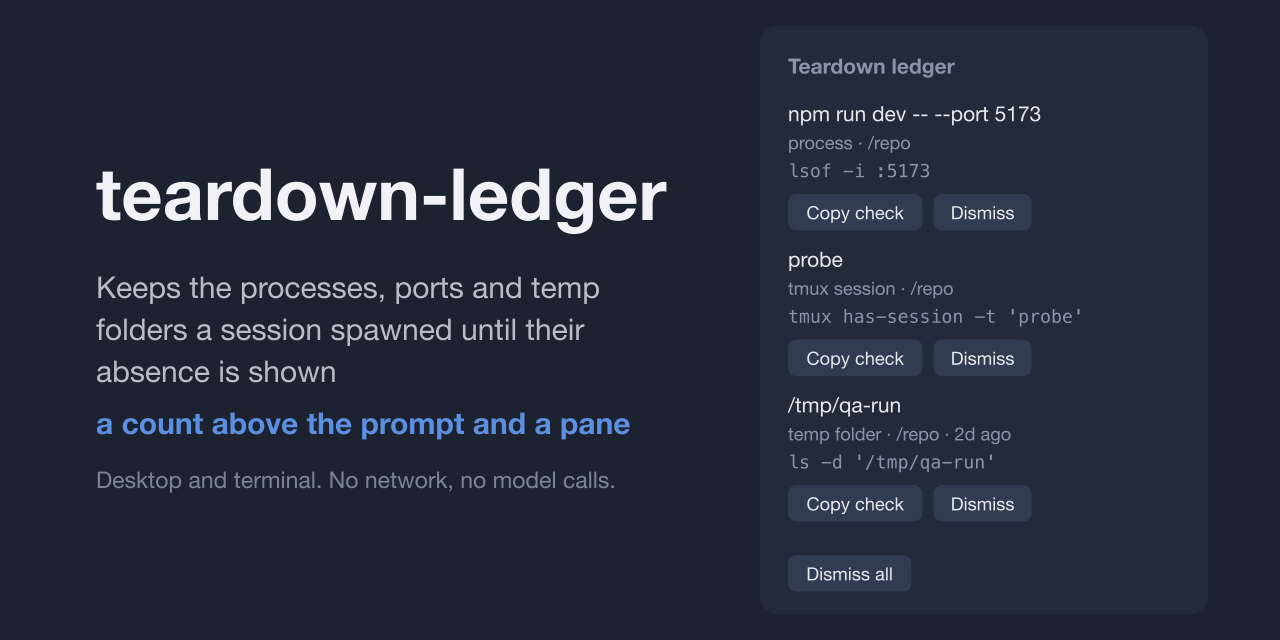 teardown-ledger
Keeps the processes, ports and temp
folders a session spawned until their
absence is shown
a count above the prompt and a pane
Desktop and terminal. No network, no model calls.
Teardown ledger
npm run dev -- --port 5173
process · /repo
lsof -i :5173
Copy check Dismiss
probe
tmux session · /repo
tmux has-session -t 'probe'
Copy check Dismiss
/tmp/qa-run
temp folder · /repo · 2d ago
ls -d '/tmp/qa-run'
Copy check Dismiss
Dismiss all